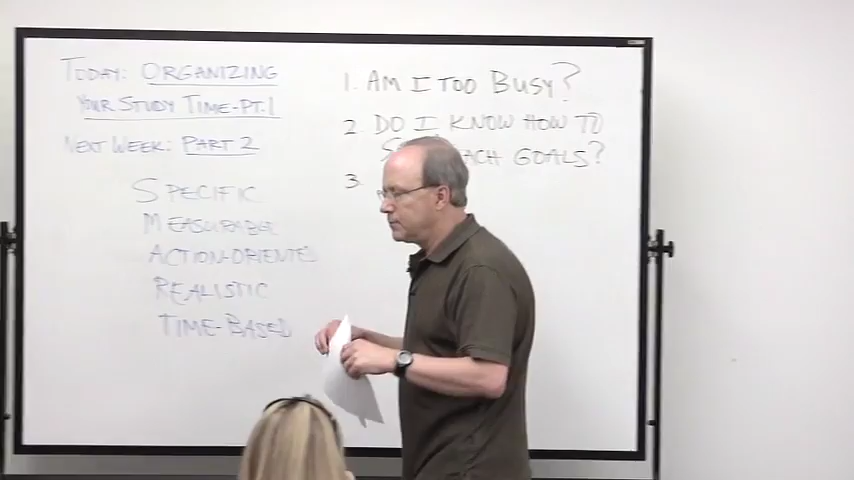 TODAY: ORGANIZING
YOUR STUDY TIME-PT.1
NEXT WEEK: PART 2
SPECIFIC
MEASURABLE
ACTION-ORIENTED
REALISTIC
TIME-BASED
1. AM I TOO BUSY?
2. DO I KNOW HOW TO
GOALS?
3.